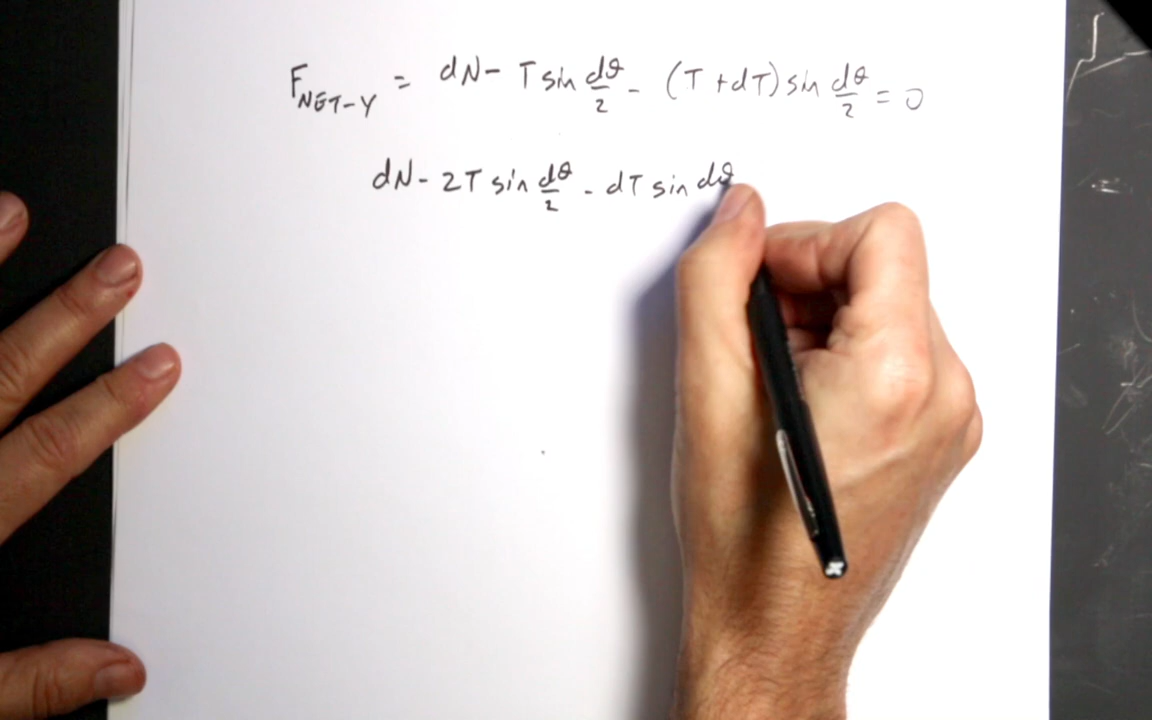 F_NET-Y = dN - T sin dθ/2 - (T + dT) sin dθ/2 = 0
dN - 2T sin dθ/2 - dT sin dθ